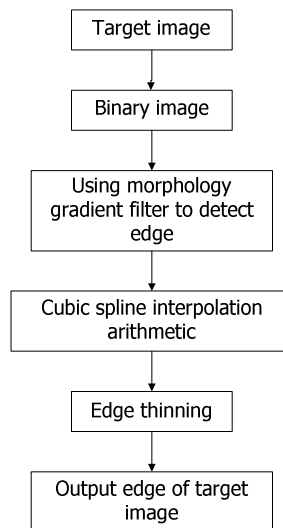 Target image
Binary image
Using morphology
gradient filter to detect
edge
Cubic spline interpolation
arithmetic
Edge thinning
Output edge of target
image